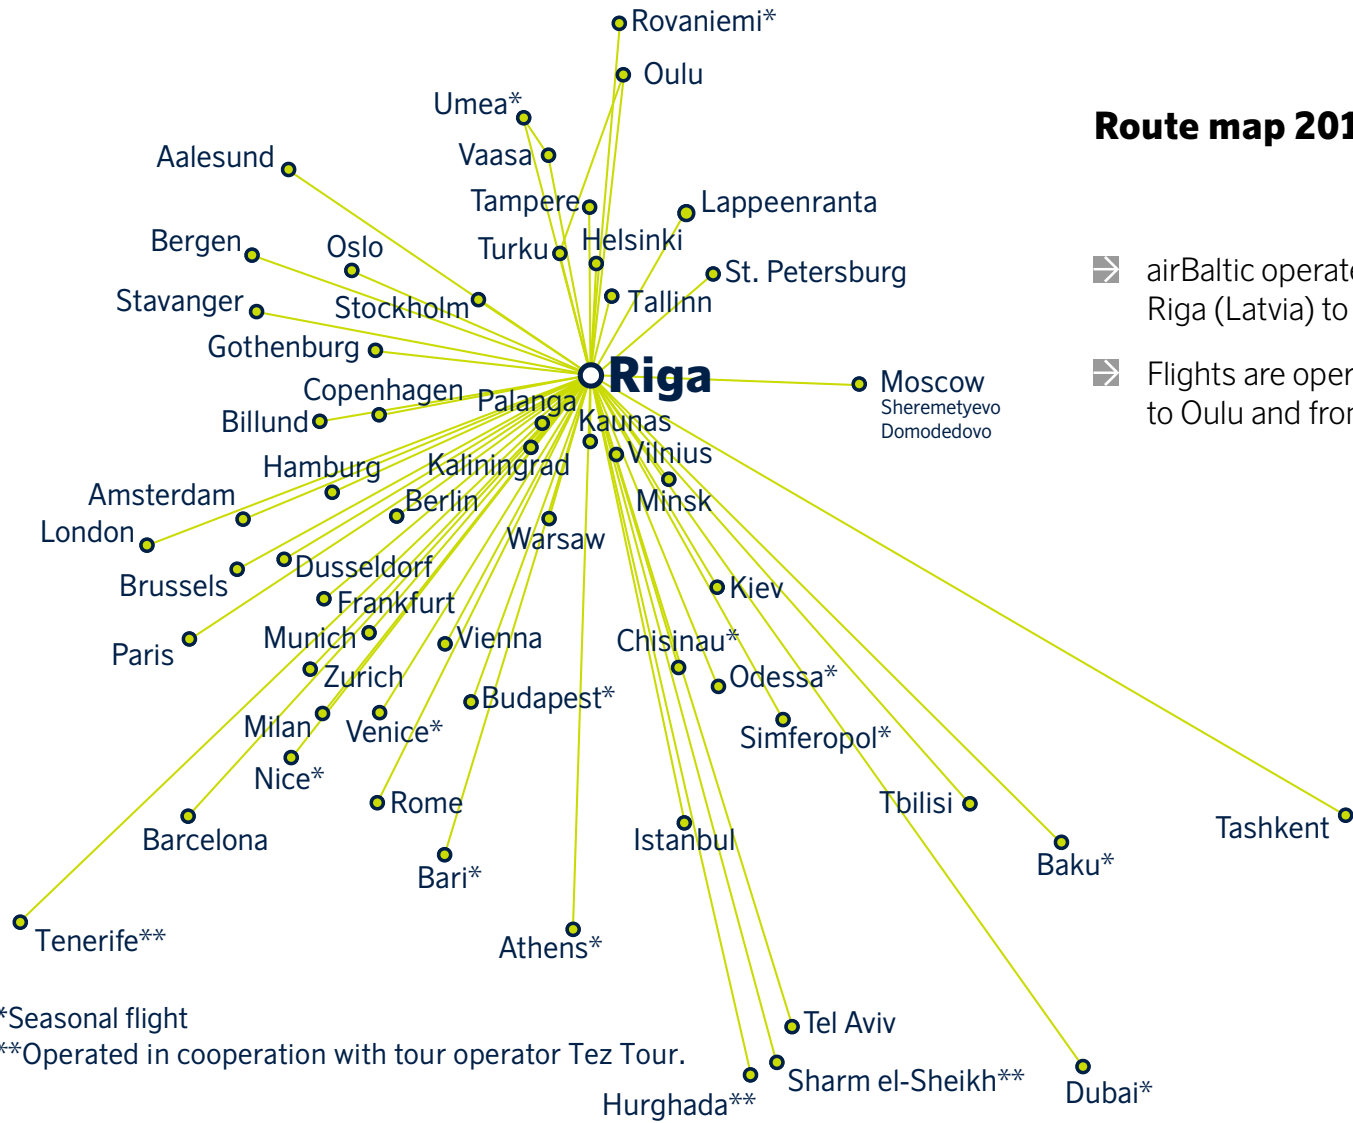 Rovaniemi*
Oulu
Umea*
Route map 201
Aalesund
Vaasa
Tampere
Lappeenranta
Bergen
Oslo
Turku
Helsinki
St. Petersburg
airBaltic operate
Riga (Latvia) to
Stavanger
Stockholm
Tallinn
Gothenburg
Riga
Moscow
Sheremetyevo
Domodedovo
Flights are oper
to Oulu and fron
Copenhagen
Palanga
Billund
Kaunas
Hamburg
Kaliningrad
Vilnius
Amsterdam
Berlin
Minsk
London
Warsaw
Brussels
Dusseldorf
Kiev
Frankfurt
Paris
Munich
Vienna
Chisinau*
Zurich
Odessa*
Budapest*
Milan
Venice*
Simferopol*
Nice*
Rome
Tbilisi
Barcelona
Istanbul
Tashkent
Bari*
Baku*
Tenerife**
Athens*
*Seasonal flight
**Operated in cooperation with tour operator Tez Tour.
Tel Aviv
Sharm el-Sheikh**
Hurghada**
Dubai*